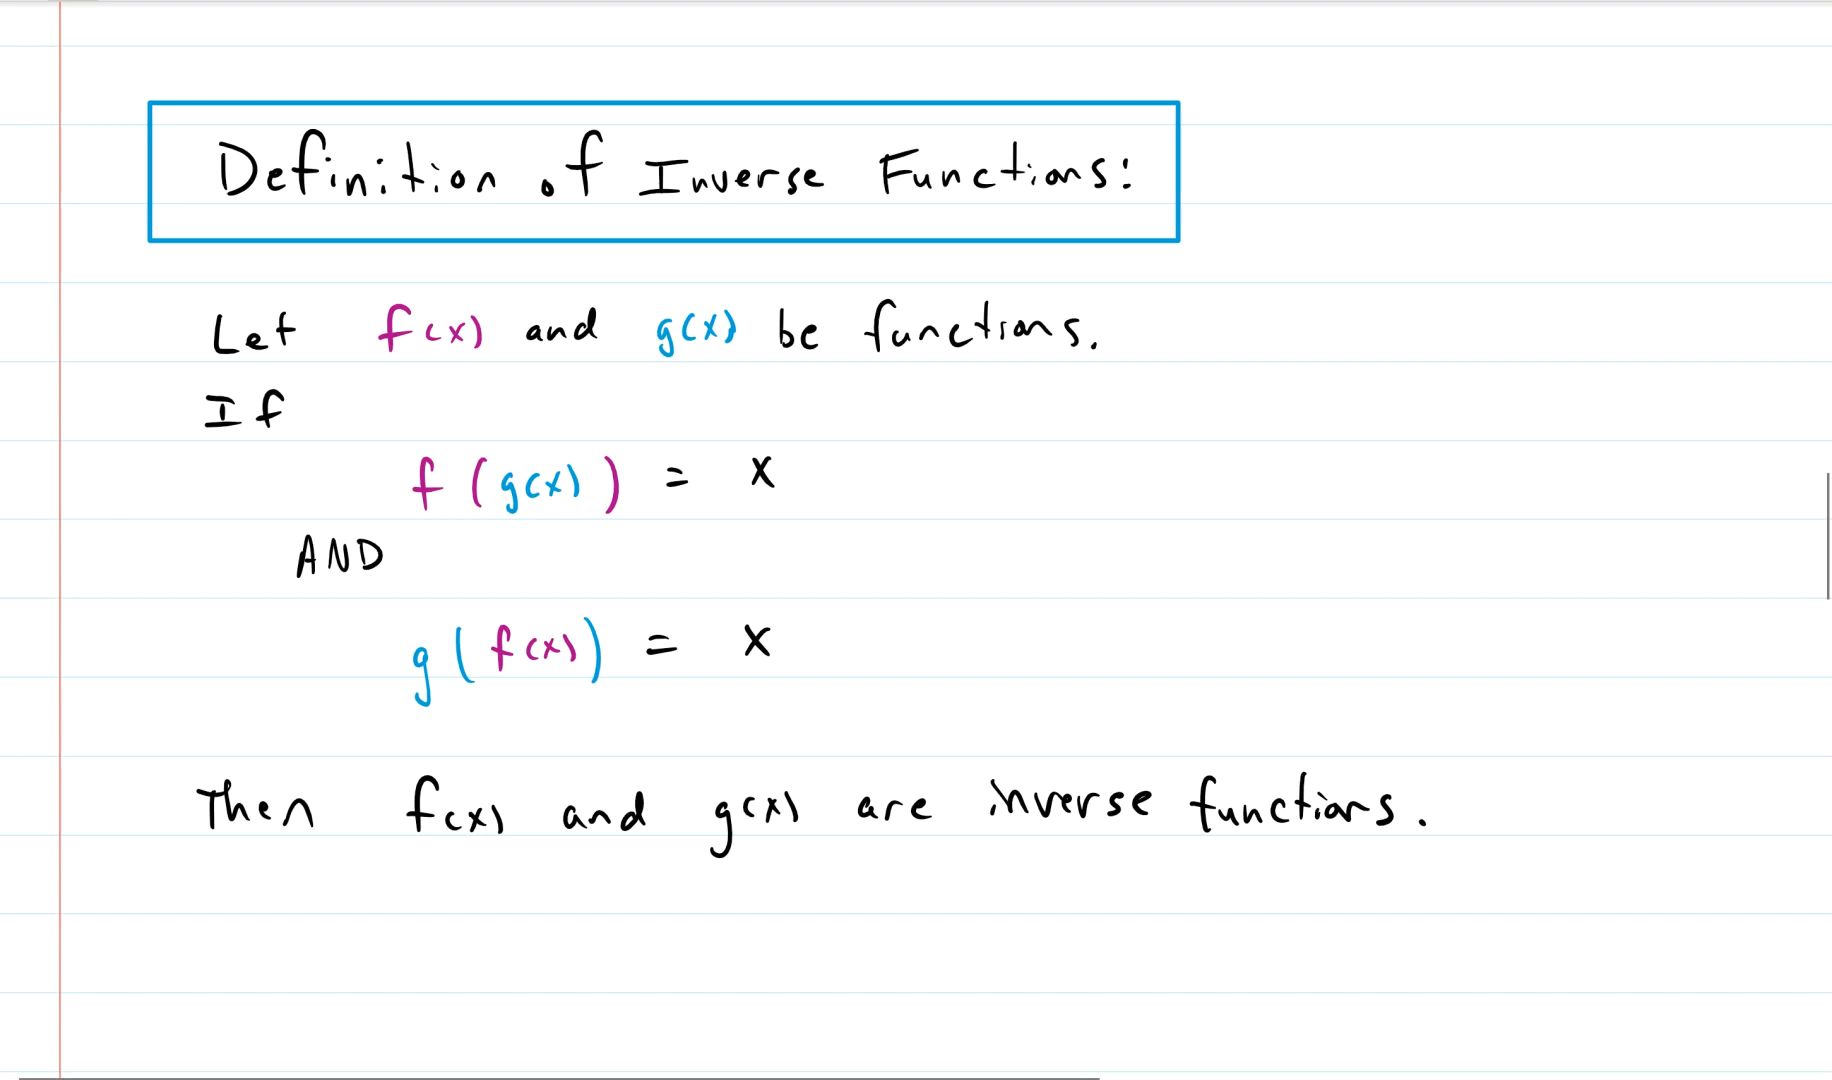 Definition of Inverse Functions:
Let f(x) and g(x) be functions.
If
f(g(x)) = x
AND
g(f(x)) = x
Then f(x) and g(x) are inverse functions.